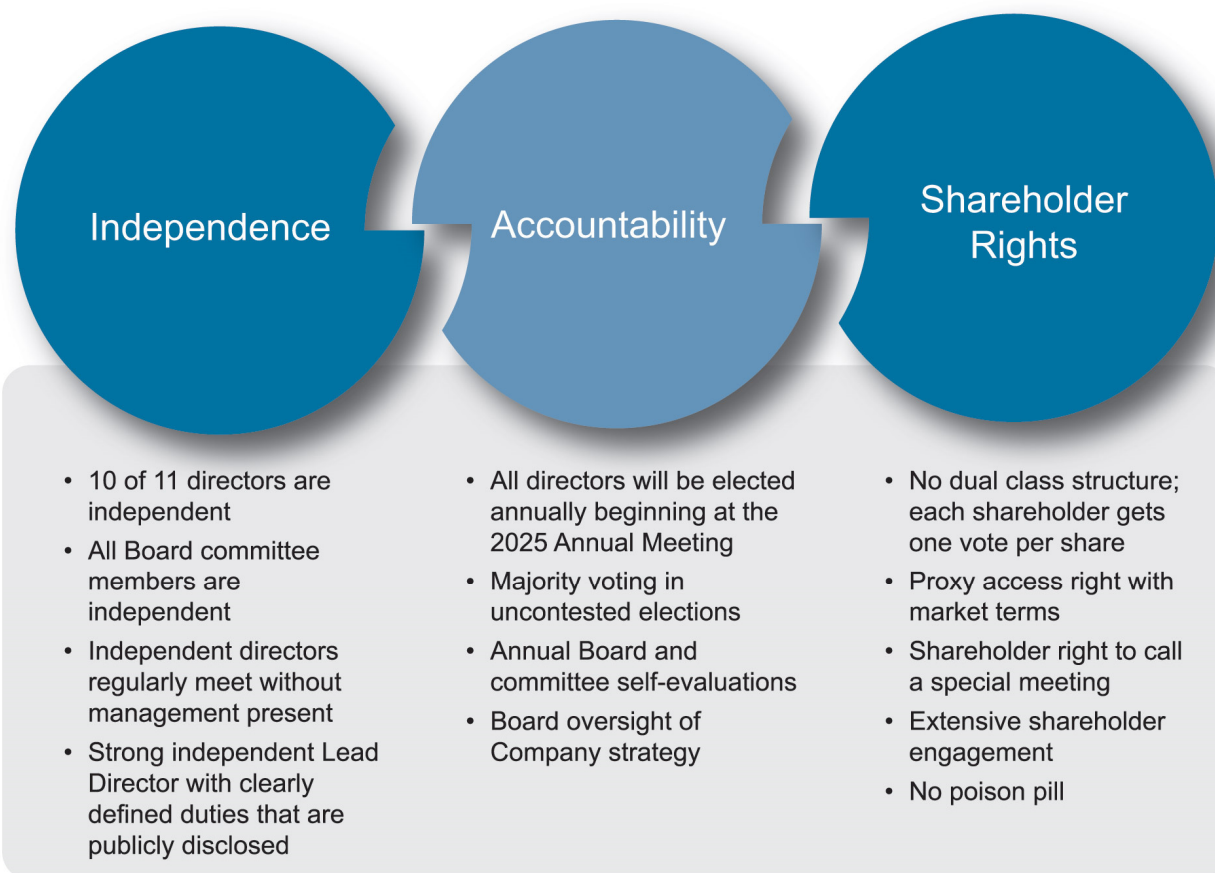 Independence
Accountability
Shareholder
Rights
• 10 of 11 directors are
independent
• All Board committee
members are
independent
• Independent directors
regularly meet without
management present
• Strong independent Lead
Director with clearly
defined duties that are
publicly disclosed
• All directors will be elected
annually beginning at the
2025 Annual Meeting
• Majority voting in
uncontested elections
• Annual Board and
committee self-evaluations
• Board oversight of
Company strategy
• No dual class structure;
each shareholder gets
one vote per share
• Proxy access right with
market terms
• Shareholder right to call
a special meeting
• Extensive shareholder
engagement
• No poison pill